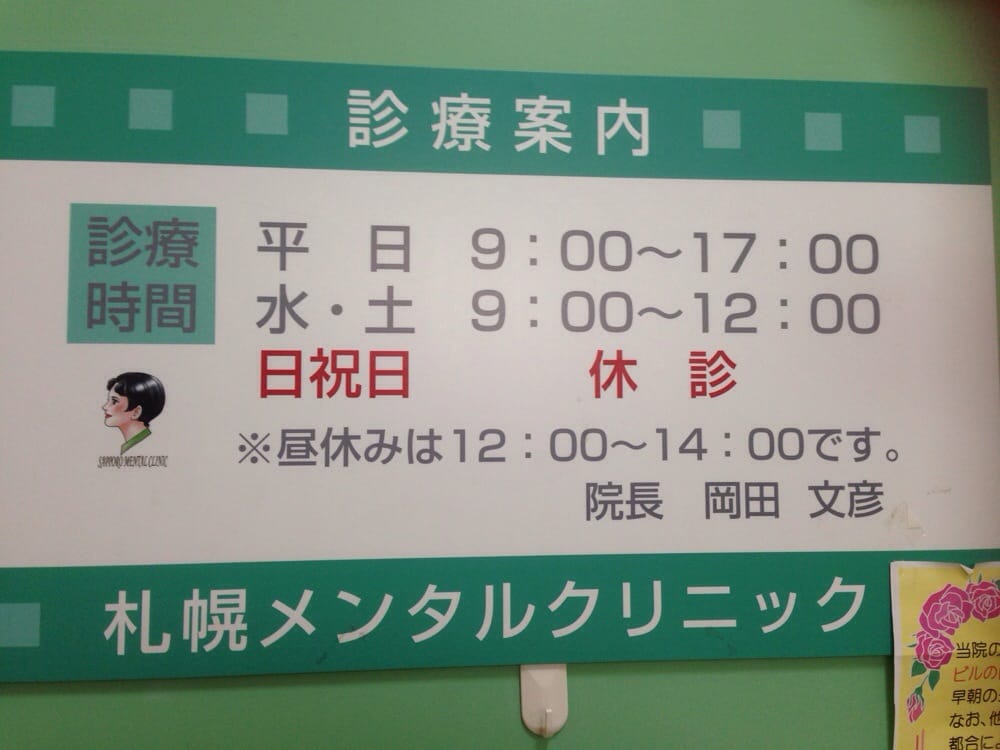 診療案内
診療時間
平日 9：00〜17：00
水・土 9：00〜12：00
日祝日 休診
※昼休みは12：00〜14：00です。
院長 岡田 文彦
SAPPORO MENTAL CLINIC
札幌メンタルクリニック
当院の
ビルの
早朝の
なお、他
都合に